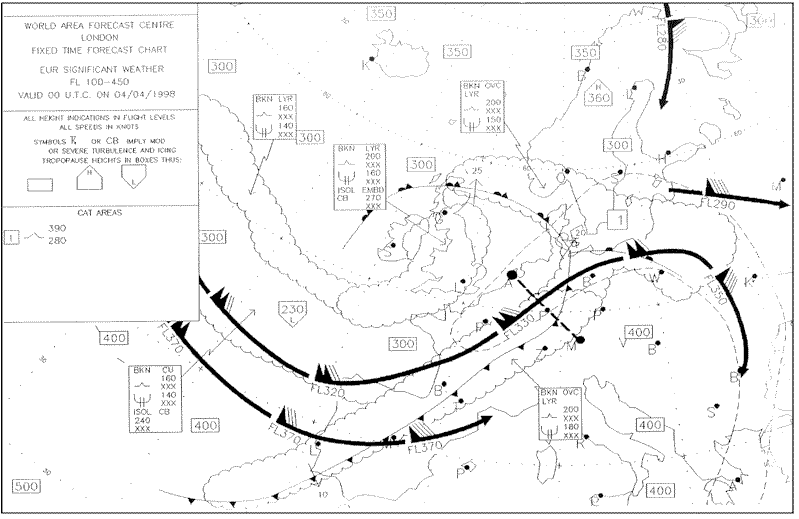 WORLD AREA FORECAST CENTRE
LONDON
FIXED TIME FORECAST CHART
EUR SIGNIFICANT WEATHER
FL 100-450
VALID 00 U.T.C. ON 04/04/1998
ALL HEIGHT INDICATIONS IN FLIGHT LEVELS
ALL SPEEDS IN KNOTS
SYMBOLS OR CB IMPLY MOD
OR SEVERE TURBULENCE AND ICING
TROPOPAUSE HEIGHTS IN BOXES THUS:
H
L
CAT AREAS
1
390
280
350
300
350
350
300
FL280
K
B
H
360
L
BKN LYR
160
XXX
140
XXX
300
BKN OVC
LYR
200
XXX
150
XXX
BKN LYR
200
XXX
160
XXX
ISOL EMBD
CB 270
XXX
300
300
H
M
25
O
S
FL290
1
G
300
S
20
L
B
W
K
FL350
230
L
FL330
P
P
400
FL370
300
M
400
B
FL320
B
BKN CU
160
XXX
140
XXX
ISOL CB
240
XXX
BKN OVC
LYR
200
XXX
180
XXX
B
S
400
FL370
400
L
M
FL370
R
P
500
10
400
A